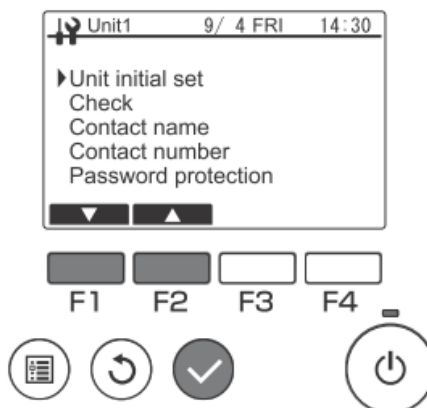 Unit1 9/ 4 FRI 14:30
Unit initial set
Check
Contact name
Contact number
Password protection
F1 F2 F3 F4